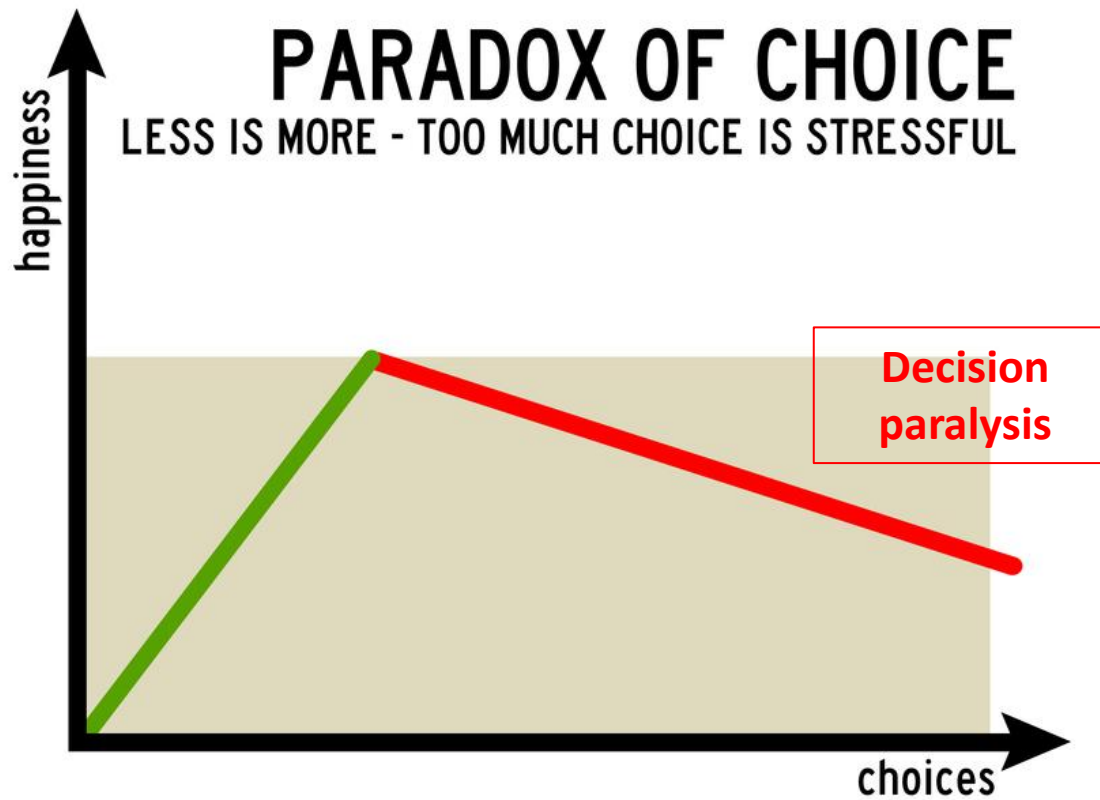 PARADOX OF CHOICE
LESS IS MORE - TOO MUCH CHOICE IS STRESSFUL
happiness
Decision
paralysis
choices